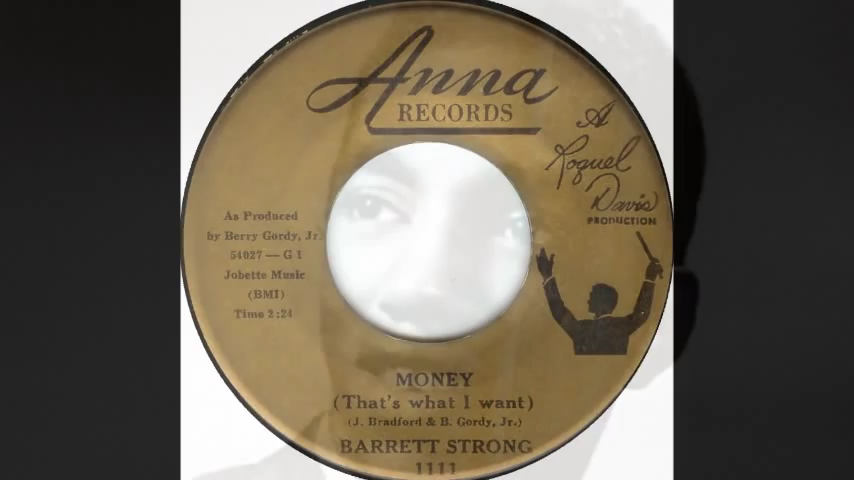 Anna
RECORDS
A
Roquel
Davis
PRODUCTION
As Produced
by Berry Gordy, Jr.
54027 — G 1
Jobette Music
(BMI)
Time 2:24
MONEY
(That's what I want)
(J. Bradford & B. Gordy, Jr.)
BARRETT STRONG
1111